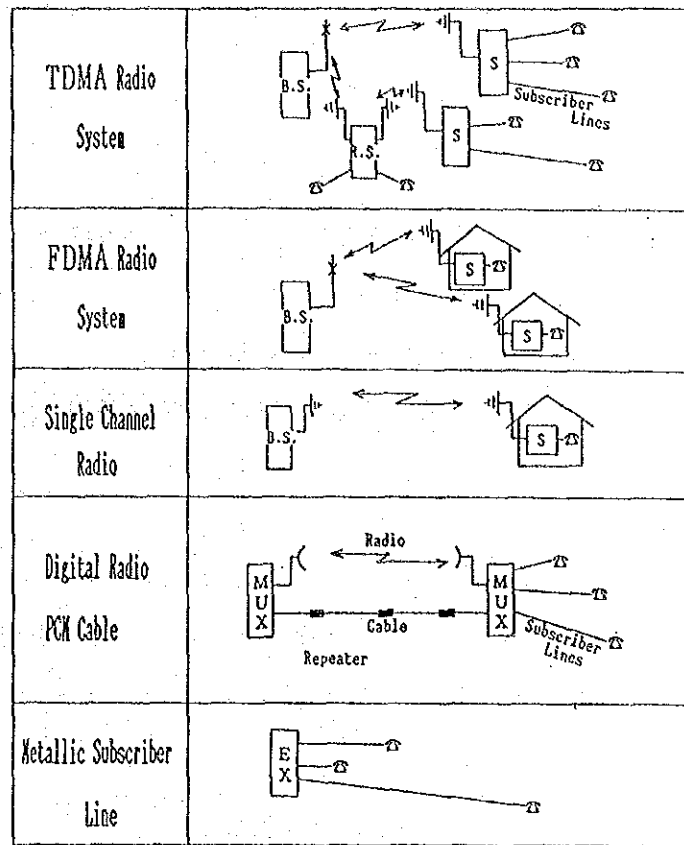 TDMA Radio
System
B.S.
R.S.
S
S
Subscriber
Lines
FDMA Radio
System
B.S.
S
S
Single Channel
Radio
B.S.
S
Digital Radio
PCM Cable
MUX
Radio
Cable
Repeater
MUX
Subscriber
Lines
Metallic Subscriber
Line
EX